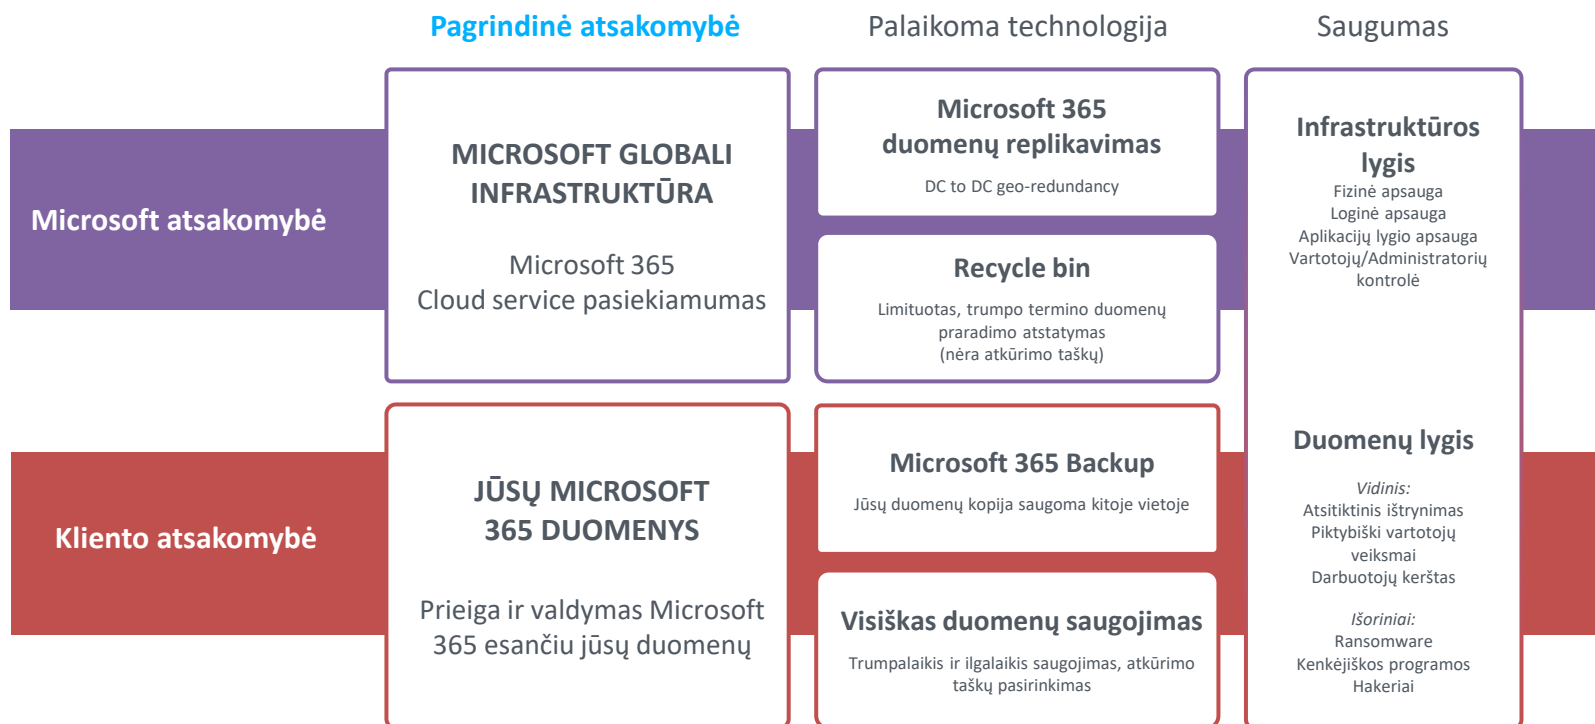 Pagrindinė atsakomybė
Palaikoma technologija
Saugumas
Microsoft atsakomybė
MICROSOFT GLOBALI
INFRASTRUKTŪRA
Microsoft 365
Cloud service pasiekiamumas
Microsoft 365
duomenų replikavimas
DC to DC geo-redundancy
Recycle bin
Limituotas, trumpo termino duomenų
praradimo atstatymas
(nėra atkūrimo taškų)
Infrastruktūros
lygis
Fizinė apsauga
Loginė apsauga
Aplikacijų lygio apsauga
Vartotojų/Administratorių
kontrolė
Kliento atsakomybė
JŪSŲ MICROSOFT
365 DUOMENYS
Prieiga ir valdymas Microsoft
365 esančiu jūsų duomenų
Microsoft 365 Backup
Jūsų duomenų kopija saugoma kitoje vietoje
Visiškas duomenų saugojimas
Trumpalaikis ir ilgalaikis saugojimas, atkūrimo
taškų pasirinkimas
Duomenų lygis
Vidinis:
Atsitiktinis ištrynimas
Piktybiški vartotojų
veiksmai
Darbuotojų kerštas
Išoriniai:
Ransomware
Kenkėjiškos programos
Hakeriai